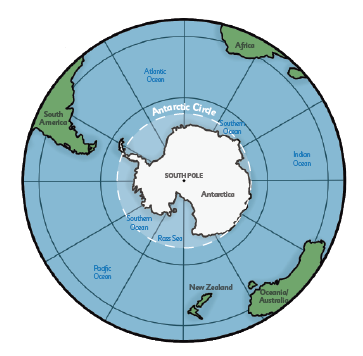 Africa
Atlantic
Ocean
Antarctic Circle
South
America
Southern
Ocean
Indian
Ocean
SOUTH POLE
Antarctica
Southern
Ocean
Ross Sea
Pacific
Ocean
New Zealand
Oceania/
Australia